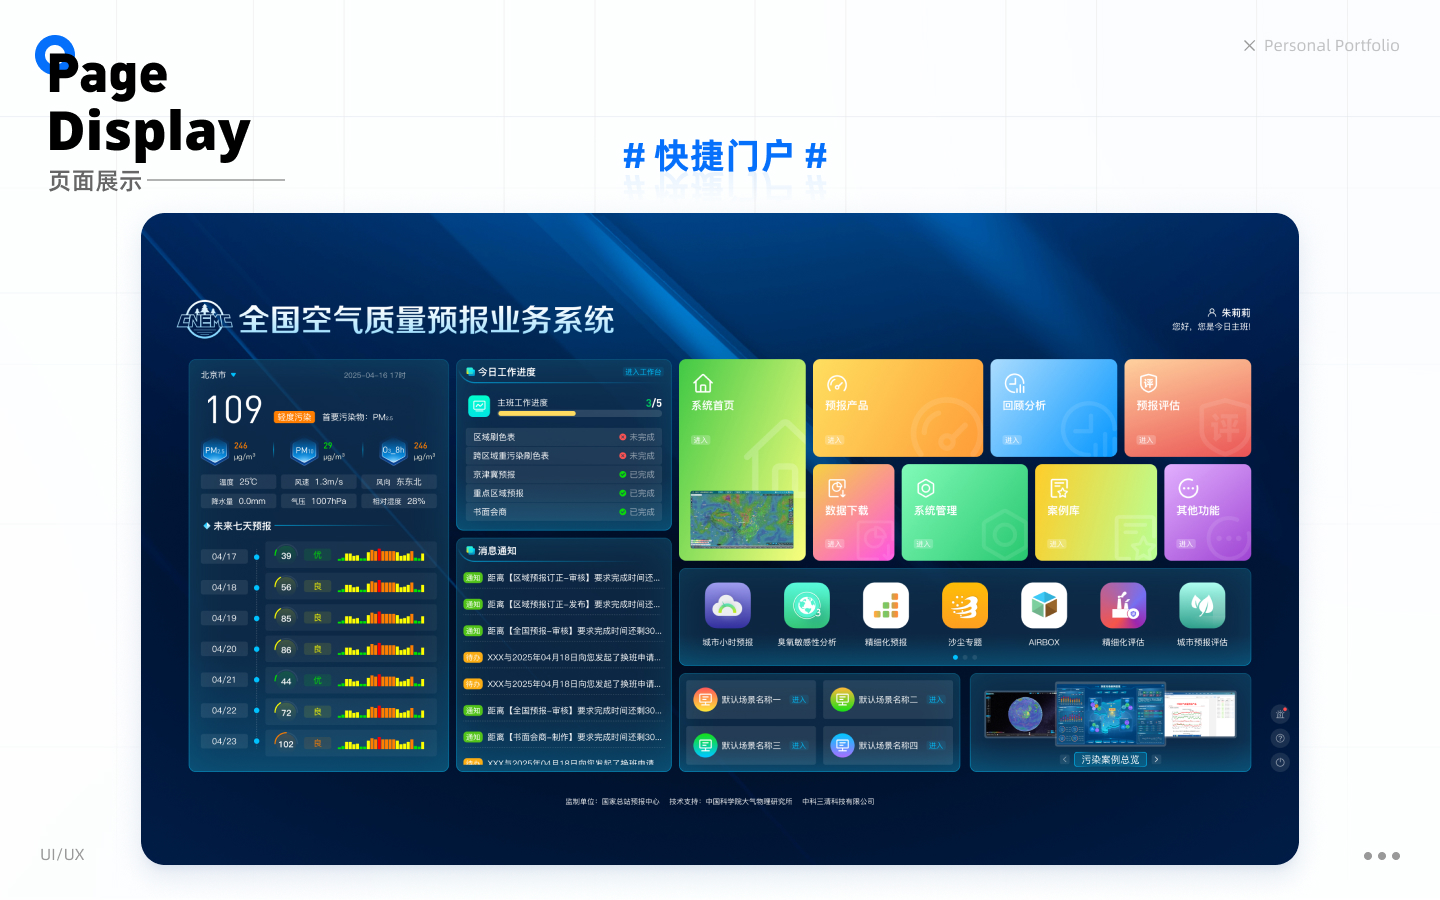 Page
Display
页面展示
Personal Portfolio
# 快捷门户 #
CNEMC 全国空气质量预报业务系统
朱莉莉
您好，您是今日主班!
北京市
2025-04-16 17时
109 轻度污染 首要污染物：PM2.5
PM2.5 246 μg/m³
PM10 29 μg/m³
O3_8h 246 μg/m³
温度 25℃ 风速 1.3m/s 风向 东东北
降水量 0.0mm 气压 1007hPa 相对湿度 28%
未来七天预报
04/17 39 优
04/18 56 良
04/19 85 良
04/20 86 良
04/21 44 优
04/22 72 良
04/23 102 良
今日工作进度 进入工作台
主班工作进度 3/5
区域刷色表 未完成
跨区域重污染刷色表 未完成
京津冀预报 已完成
重点区域预报 已完成
书面会商 已完成
消息通知
通知 距离【区域预报订正-审核】要求完成时间还...
通知 距离【区域预报订正-发布】要求完成时间还...
通知 距离【全国预报-审核】要求完成时间还剩30...
待办 XXX与2025年04月18日向您发起了换班申请...
待办 XXX与2025年04月18日向您发起了换班申请...
通知 距离【全国预报-审核】要求完成时间还剩30...
通知 距离【书面会商-制作】要求完成时间还剩30...
待办 XXX与2025年04月18日向您发起了换班申请...
系统首页
进入
预报产品
进入
回顾分析
进入
评
预报评估
进入
评
数据下载
进入
系统管理
进入
案例库
进入
其他功能
进入
城市小时预报
臭氧敏感性分析
精细化预报
沙尘专题
AIRBOX
精细化评估
城市预报评估
默认场景名称一 进入
默认场景名称二 进入
默认场景名称三 进入
默认场景名称四 进入
污染案例总览
监制单位：国家总站预报中心 技术支持：中国科学院大气物理研究所 中科三清科技有限公司
UI/UX